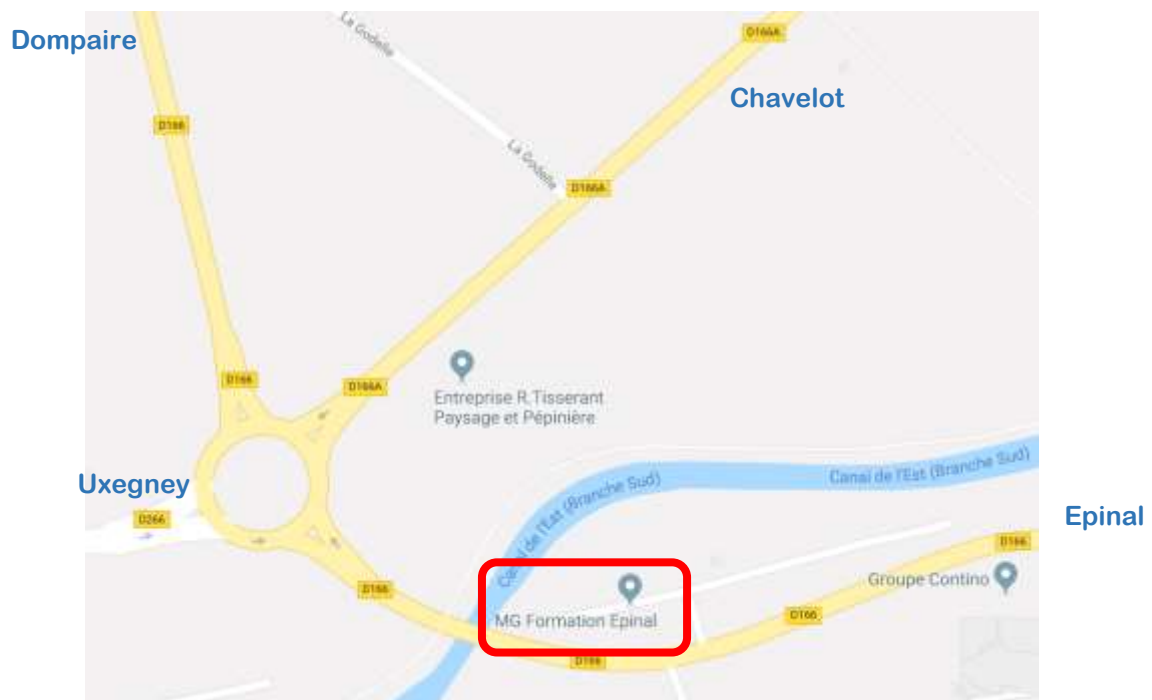 Dompaire
La Godelle
D166A
Chavelot
D166
La Godelle
D166A
D166
D166A
Entreprise R.Tisserant
Paysage et Pépinière
Uxegney
Canal de l'Est (Branche Sud)
Canal de l'Est (Branche Sud)
D266
Epinal
D166
Groupe Contino
D166
MG Formation Epinal
D166
D166